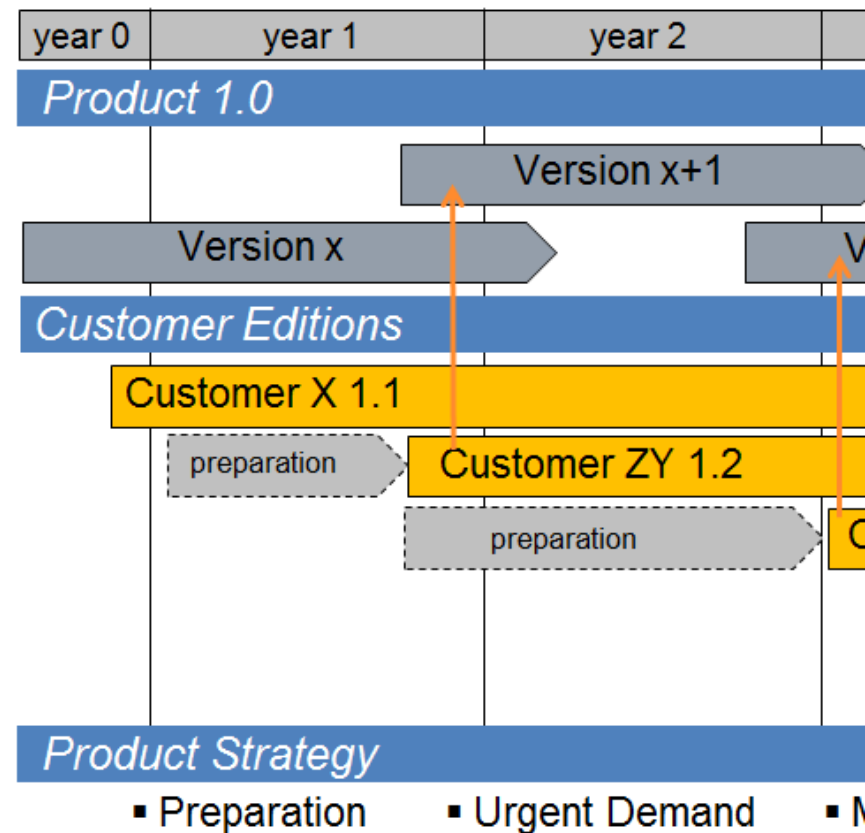 year 0 year 1 year 2
Product 1.0
Version x+1
Version x
Customer Editions
Customer X 1.1
preparation Customer ZY 1.2
preparation
Product Strategy
▪ Preparation ▪ Urgent Demand